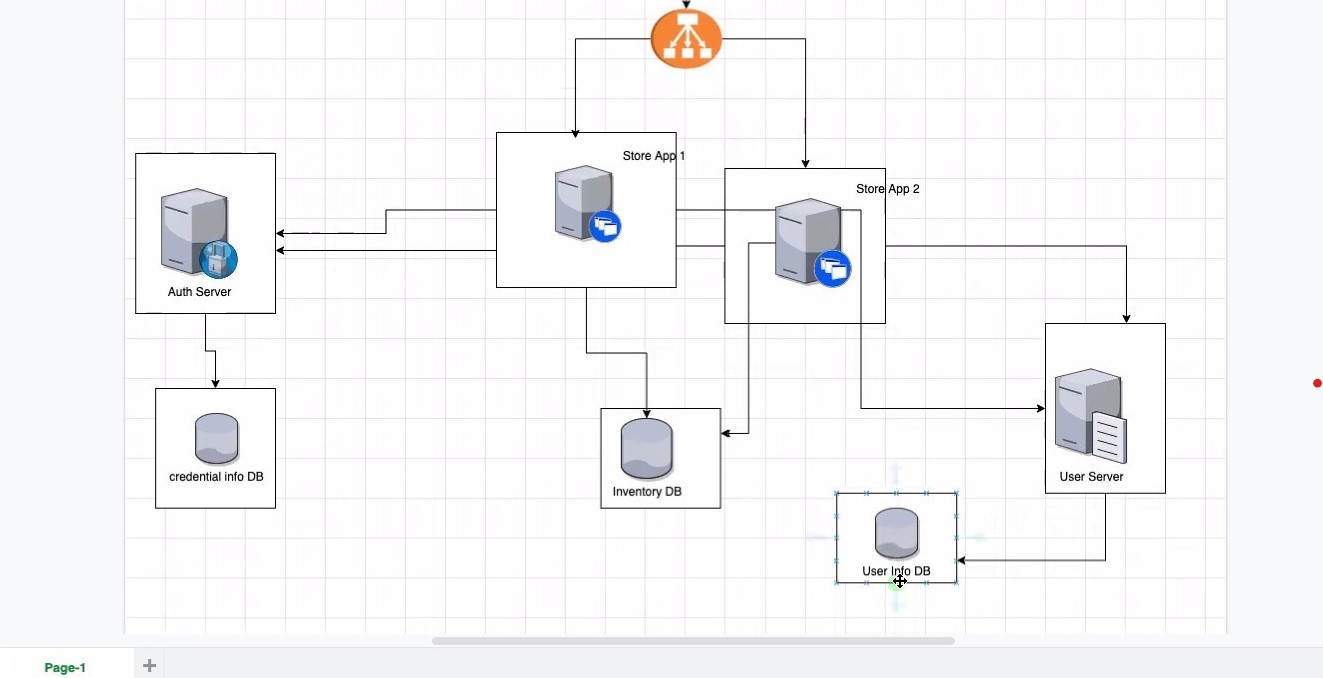 Store App 1
Store App 2
Auth Server
credential info DB
Inventory DB
User Server
User Info DB
Page-1